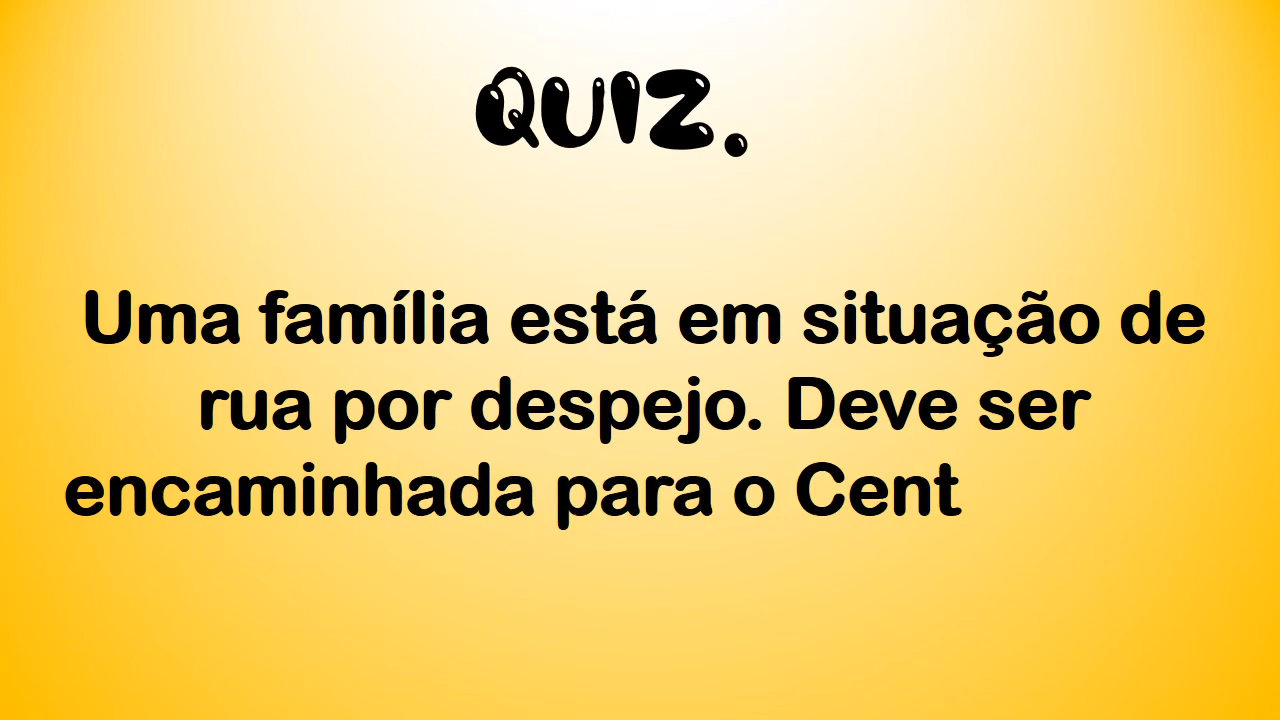 QUIZ.
Uma família está em situação de
rua por despejo. Deve ser
encaminhada para o Cent